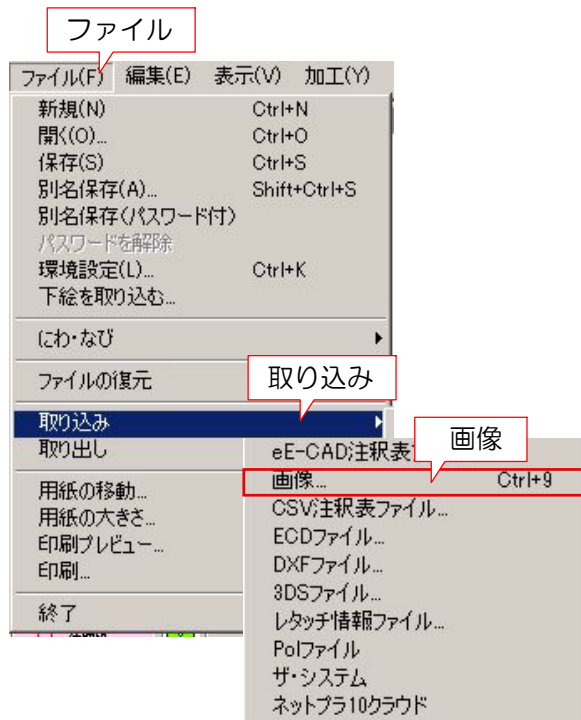 ファイル
ファイル(F) 編集(E) 表示(V) 加工(Y)
新規(N) Ctrl+N
開く(O)... Ctrl+O
保存(S) Ctrl+S
別名保存(A)... Shift+Ctrl+S
別名保存(パスワード付)
パスワードを解除
環境設定(L)... Ctrl+K
下絵を取り込む...
にわ・なび
ファイルの復元
取り込み
取り込み
取り出し
画像
eE-CAD注釈表
画像... Ctrl+9
用紙の移動...
用紙の大きさ...
印刷プレビュー...
印刷...
終了
CSV注釈表ファイル...
ECDファイル...
DXFファイル...
3DSファイル...
レタッチ情報ファイル...
Polファイル
ザ・システム
ネットプラ10クラウド